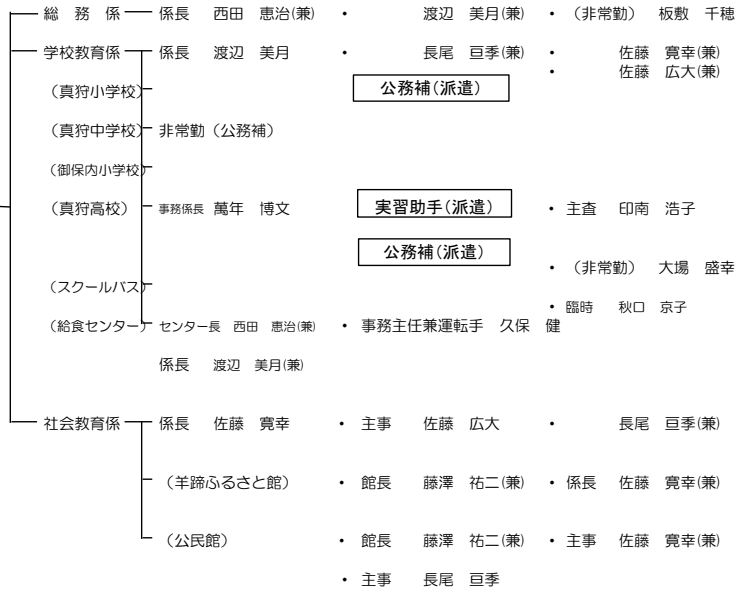 総　務　係　係長　西田　恵治(兼)　・　渡辺　美月(兼)　・（非常勤）　板敷　千穂
学校教育係　係長　渡辺　美月　・　長尾　亘季(兼)　・　佐藤　寛幸(兼)
・　佐藤　広大(兼)
（真狩小学校）　公務補(派遣)
（真狩中学校）　非常勤（公務補）
（御保内小学校）
（真狩高校）　事務係長　萬年　博文　実習助手(派遣)　・ 主査　印南　浩子
公務補(派遣)
・（非常勤）　大場　盛幸
（スクールバス）
・ 臨時　秋口　京子
（給食センター）　センター長　西田　恵治(兼)　・ 事務主任兼運転手　久保　健
係長　渡辺　美月(兼)
社会教育係　係長　佐藤　寛幸　・ 主事　佐藤　広大　・　長尾　亘季(兼)
（羊蹄ふるさと館）　・ 館長　藤澤　祐二(兼)　・ 係長　佐藤　寛幸(兼)
（公民館）　・ 館長　藤澤　祐二(兼)　・ 主事　佐藤　寛幸(兼)
・ 主事　長尾　亘季